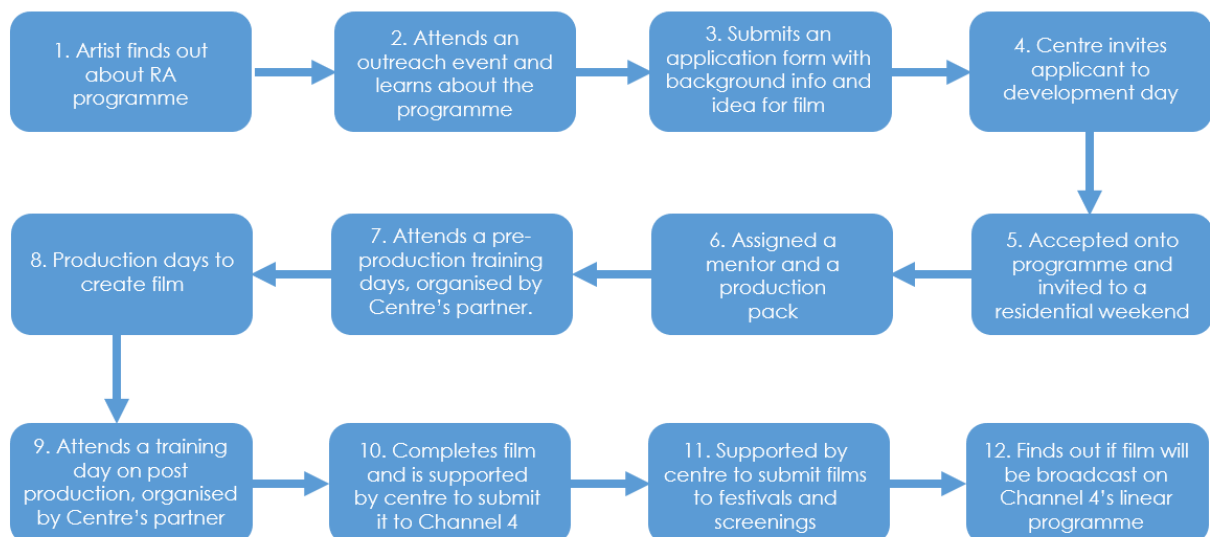 1. Artist finds out
about RA
programme
2. Attends an
outreach event and
learns about the
programme
3. Submits an
application form with
background info and
idea for film
4. Centre invites
applicant to
development day
5. Accepted onto
programme and
invited to a
residential weekend
6. Assigned a
mentor and a
production
pack
7. Attends a pre-
production training
days, organised by
Centre’s partner.
8. Production days to
create film
9. Attends a training
day on post
production, organised
by Centre’s partner
10. Completes film
and is supported
by centre to submit
it to Channel 4
11. Supported by
centre to submit films
to festivals and
screenings
12. Finds out if film will
be broadcast on
Channel 4’s linear
programme